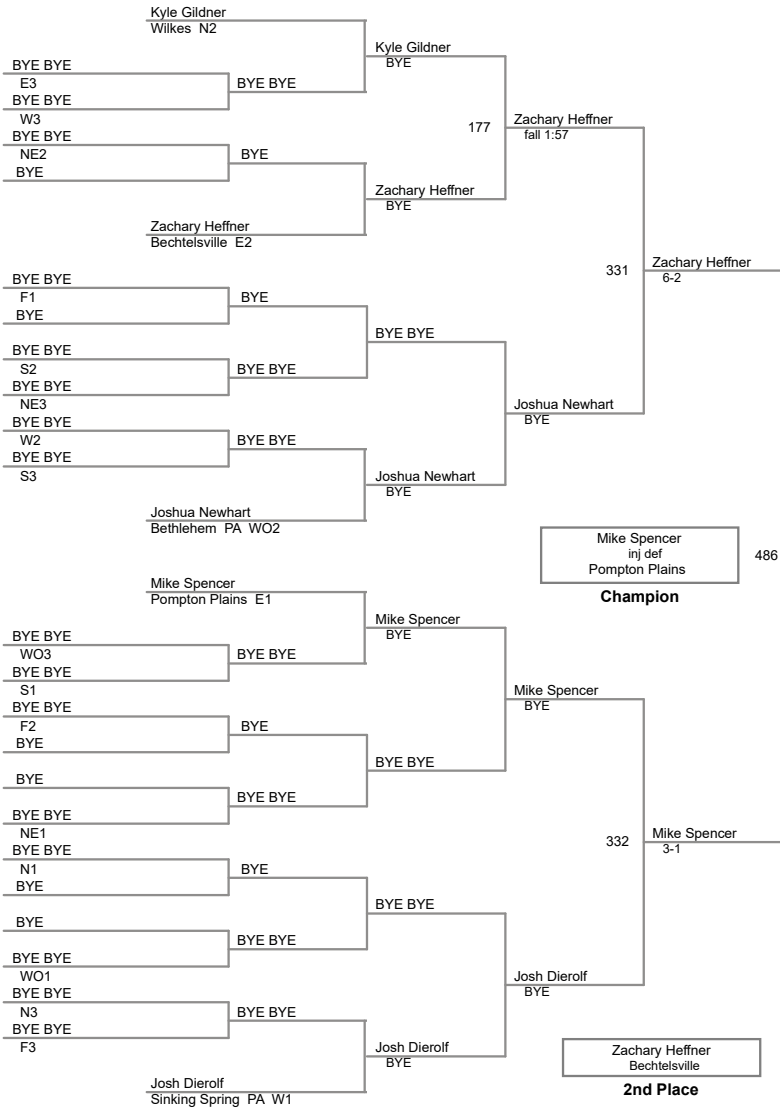 Kyle Gildner
Wilkes N2
Kyle Gildner
BYE
BYE BYE
E3
BYE BYE
BYE BYE
W3
177
Zachary Heffner
fall 1:57
BYE BYE
NE2
BYE
BYE
Zachary Heffner
BYE
Zachary Heffner
Bechtelsville E2
331
Zachary Heffner
6-2
BYE BYE
F1
BYE
BYE
BYE BYE
BYE BYE
S2
BYE BYE
BYE BYE
NE3
Joshua Newhart
BYE
BYE BYE
W2
BYE BYE
BYE BYE
S3
Joshua Newhart
BYE
Joshua Newhart
Bethlehem PA WO2
Mike Spencer
inj def
Pompton Plains
486
Champion
Mike Spencer
Pompton Plains E1
Mike Spencer
BYE
BYE BYE
WO3
BYE BYE
BYE BYE
S1
Mike Spencer
BYE
BYE BYE
F2
BYE
BYE
BYE BYE
BYE
BYE BYE
BYE BYE
NE1
332
Mike Spencer
3-1
BYE BYE
N1
BYE
BYE
BYE BYE
BYE
BYE BYE
BYE BYE
WO1
Josh Dierolf
BYE
BYE BYE
N3
BYE BYE
BYE BYE
F3
Josh Dierolf
BYE
Josh Dierolf
Sinking Spring PA W1
Zachary Heffner
Bechtelsville
2nd Place